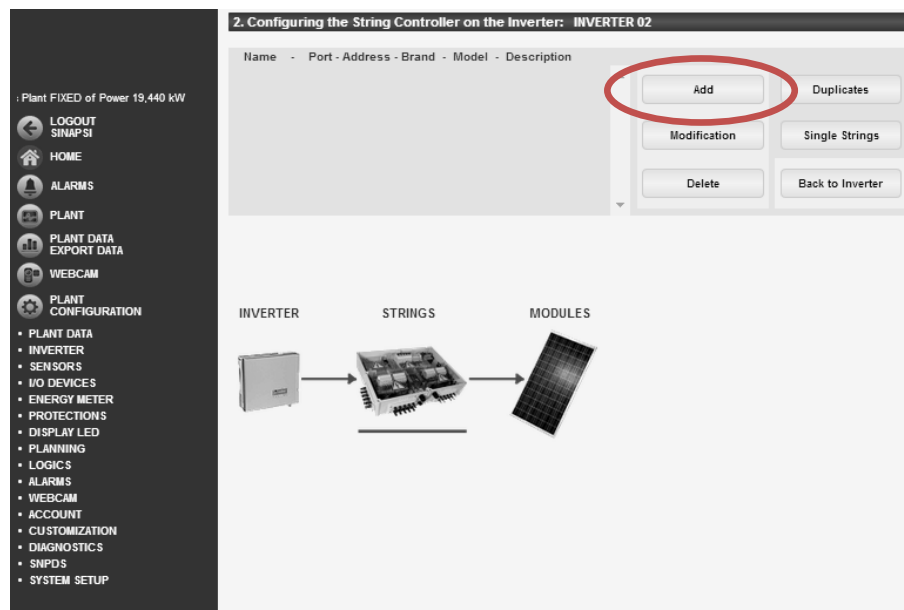 2. Configuring the String Controller on the Inverter: INVERTER 02
Name - Port - Address - Brand - Model - Description
: Plant FIXED of Power 19,440 kW
Add
Duplicates
Modification
Single Strings
Delete
Back to Inverter
LOGOUT
SINAPSI
HOME
ALARMS
PLANT
PLANT DATA
EXPORT DATA
WEBCAM
PLANT
CONFIGURATION
▪ PLANT DATA
▪ INVERTER
▪ SENSORS
▪ I/O DEVICES
▪ ENERGY METER
▪ PROTECTIONS
▪ DISPLAY LED
▪ PLANNING
▪ LOGICS
▪ ALARMS
▪ WEBCAM
▪ ACCOUNT
▪ CUSTOMIZATION
▪ DIAGNOSTICS
▪ SNPDS
▪ SYSTEM SETUP
INVERTER
STRINGS
MODULES